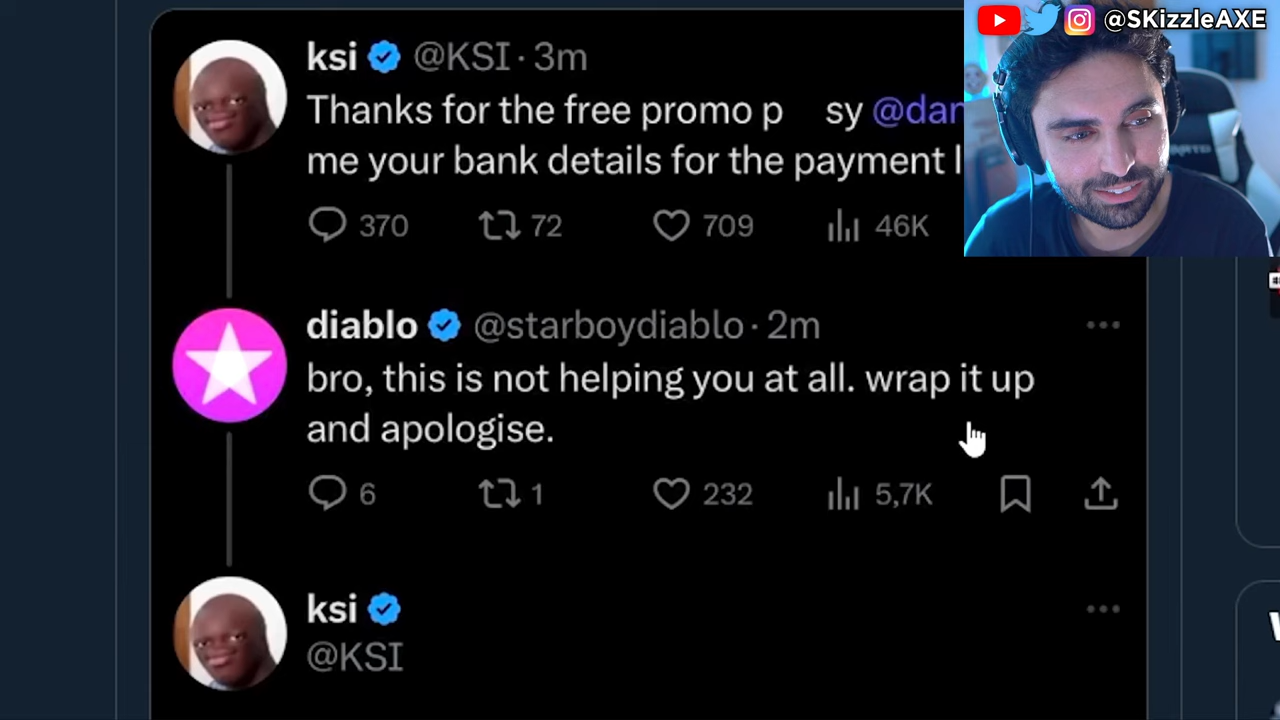 @SKizzleAXE
ksi @KSI · 3m
Thanks for the free promo p sy @dan
me your bank details for the payment l
370 72 709 46K
diablo @starboydiablo · 2m
bro, this is not helping you at all. wrap it up
and apologise.
6 1 232 5,7K
ksi
@KSI